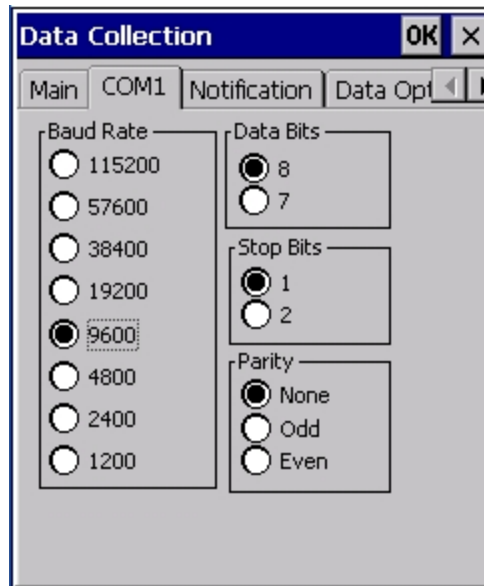 Data Collection OK ×
Main COM1 Notification Data Opt
Baud Rate
115200
57600
38400
19200
9600
4800
2400
1200
Data Bits
8
7
Stop Bits
1
2
Parity
None
Odd
Even